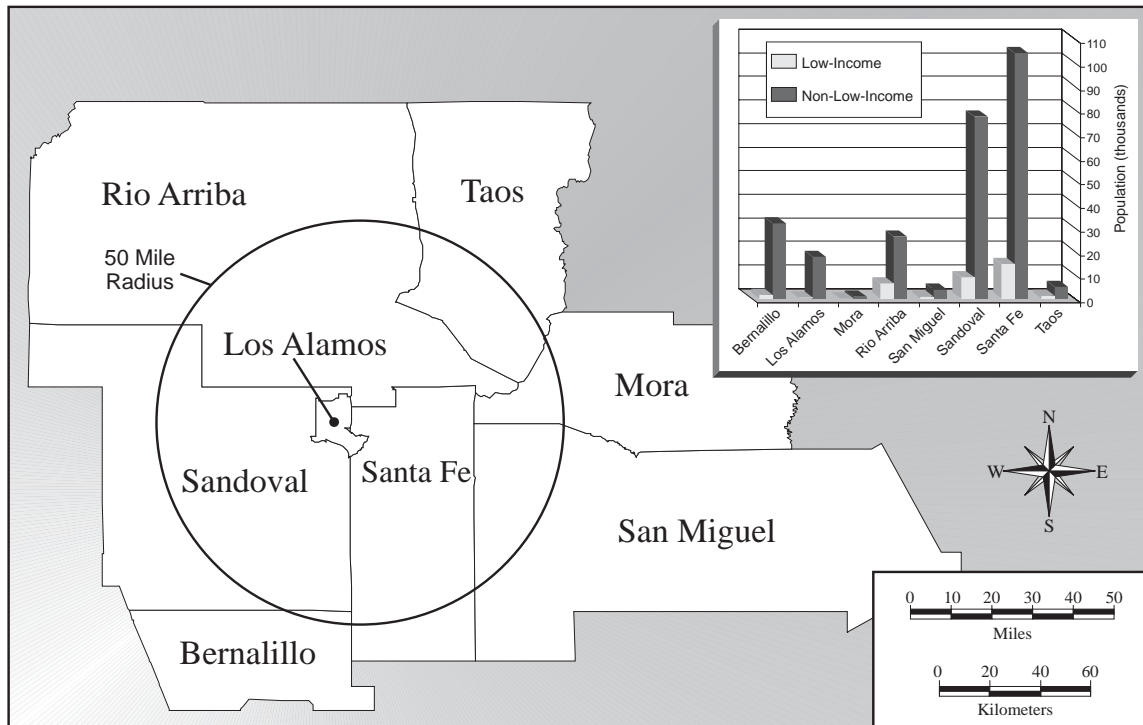 Rio Arriba
Taos
50 Mile
Radius
Los Alamos
Mora
Sandoval
Santa Fe
San Miguel
Bernalillo
Low-Income
Non-Low-Income
110
100
90
80
70
60
50
40
30
20
10
0
Population (thousands)
Bernalillo
Los Alamos
Mora
Rio Arriba
San Miguel
Sandoval
Santa Fe
Taos
N
W E
S
0 10 20 30 40 50
Miles
0 20 40 60
Kilometers